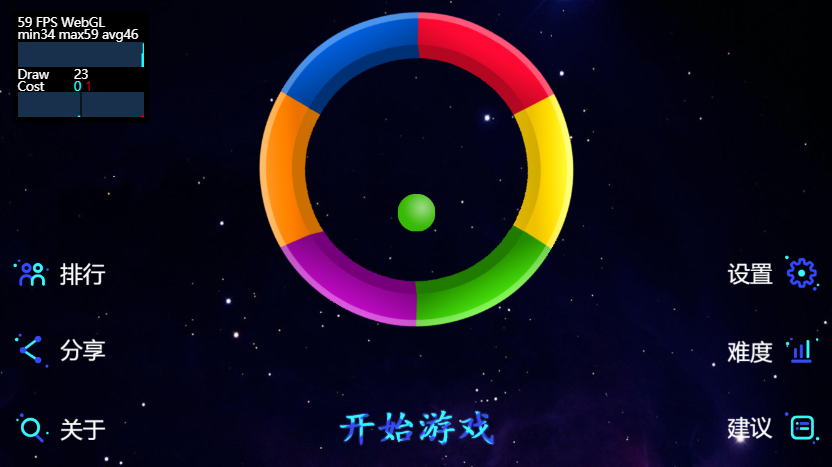 59 FPS WebGL
min34 max59 avg46
Draw 23
Cost 0 1
排行
设置
分享
难度
关于
开始游戏
建议